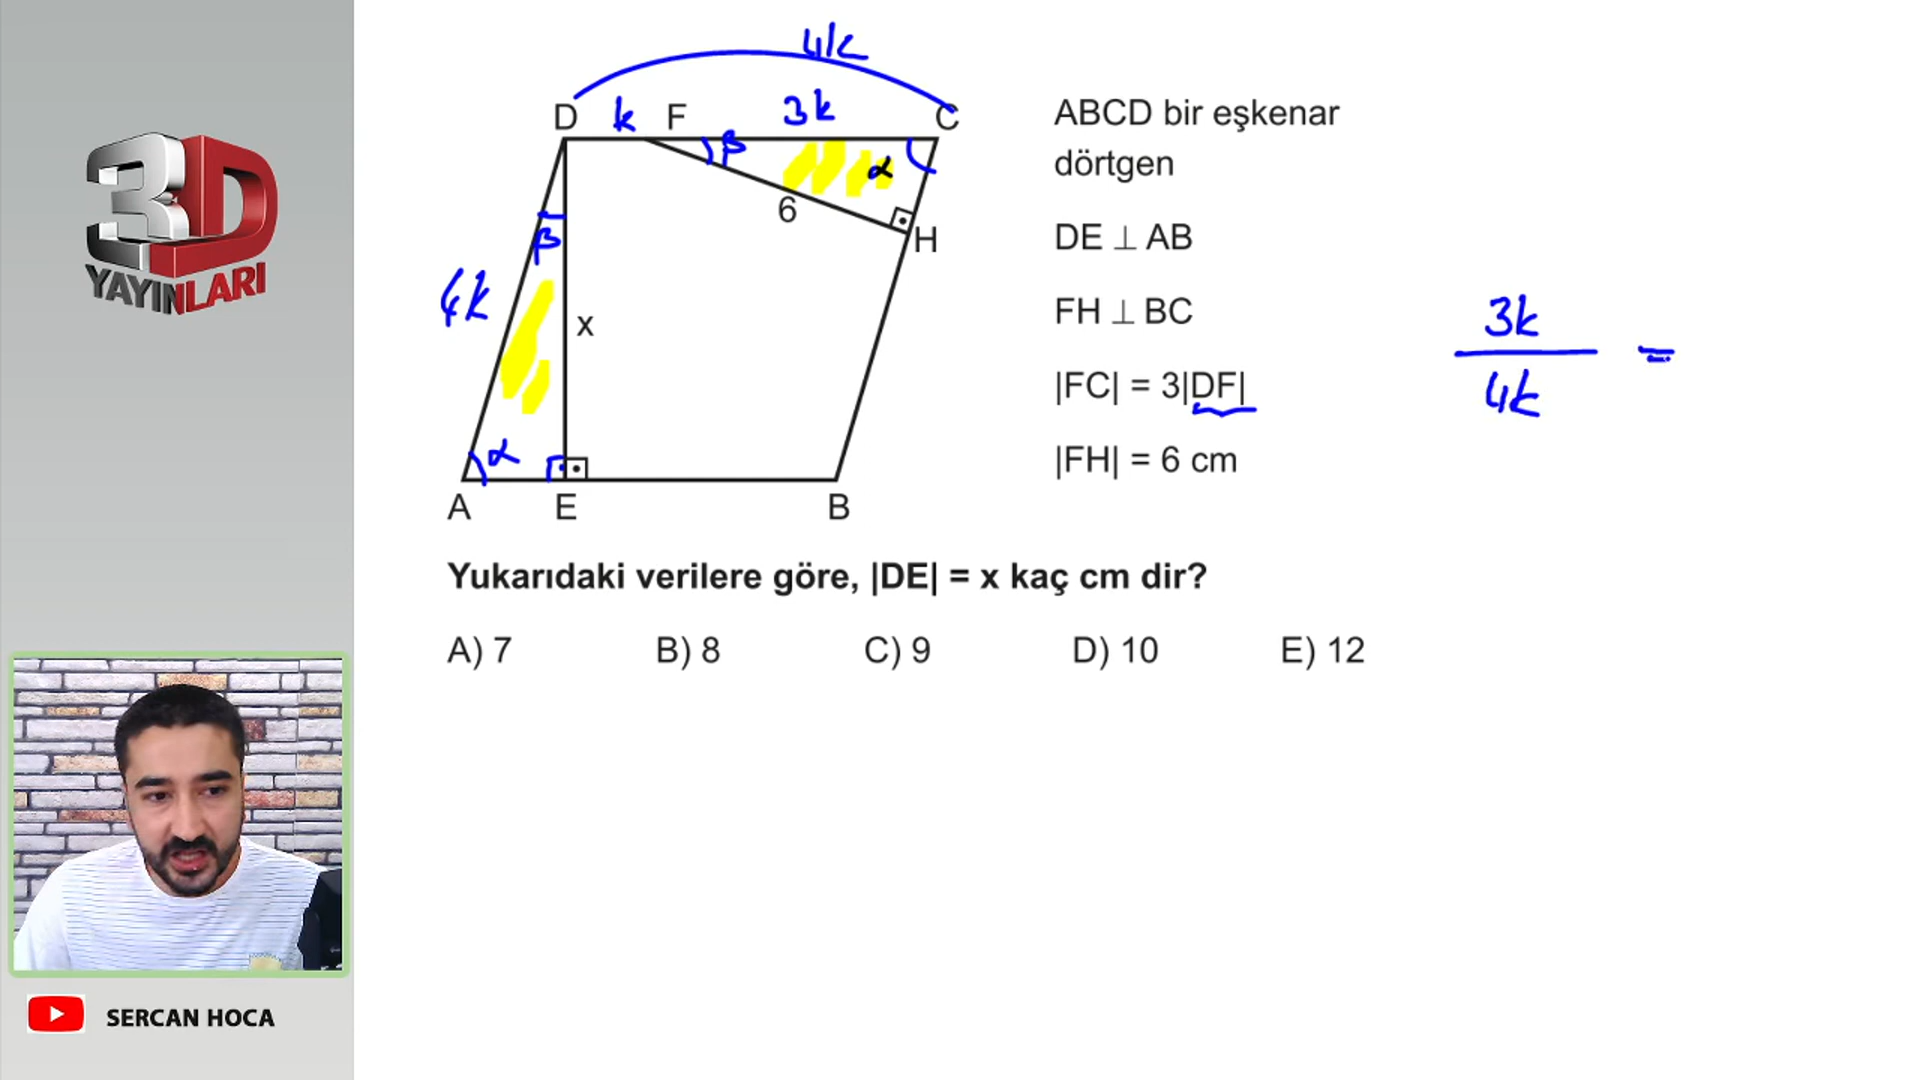 4k
D k F 3k C
β
α
6
H
β
4k
x
α
A E B
ABCD bir eşkenar
dörtgen
DE ⊥ AB
FH ⊥ BC
|FC| = 3|DF|
|FH| = 6 cm
3k
4k
=
Yukarıdaki verilere göre, |DE| = x kaç cm dir?
A) 7 B) 8 C) 9 D) 10 E) 12
3D
YAYINLARI
SERCAN HOCA